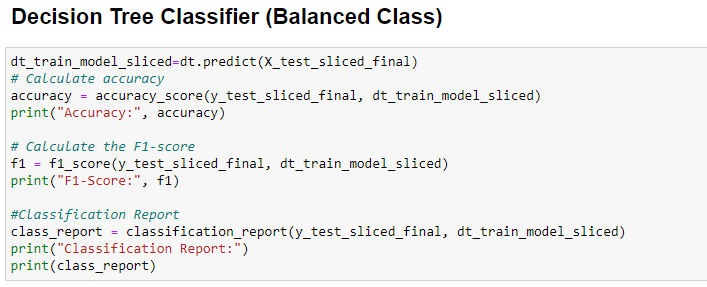 Decision Tree Classifier (Balanced Class)
dt_train_model_sliced=dt.predict(X_test_sliced_final)
# Calculate accuracy
accuracy = accuracy_score(y_test_sliced_final, dt_train_model_sliced)
print("Accuracy:", accuracy)
# Calculate the F1-score
f1 = f1_score(y_test_sliced_final, dt_train_model_sliced)
print("F1-Score:", f1)
#Classification Report
class_report = classification_report(y_test_sliced_final, dt_train_model_sliced)
print("Classification Report:")
print(class_report)